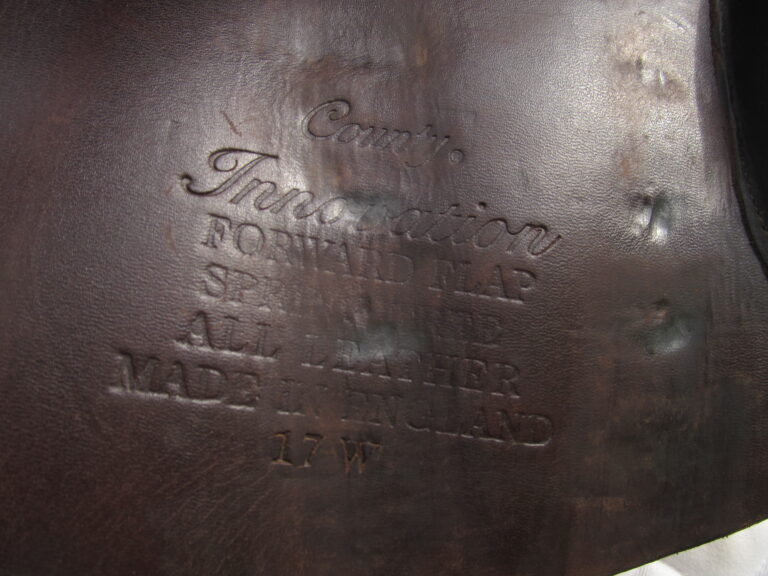 County.
Innovation
FORWARD FLAP
ALL LEATHER
MADE IN ENGLAND
17 W